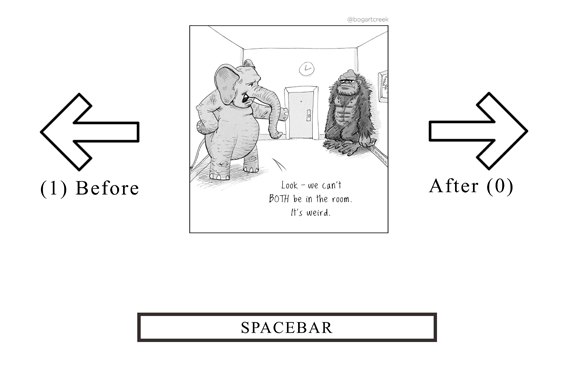 @bogartcreek
(1) Before
After (0)
Look – we can't
BOTH be in the room.
It's weird.
SPACEBAR